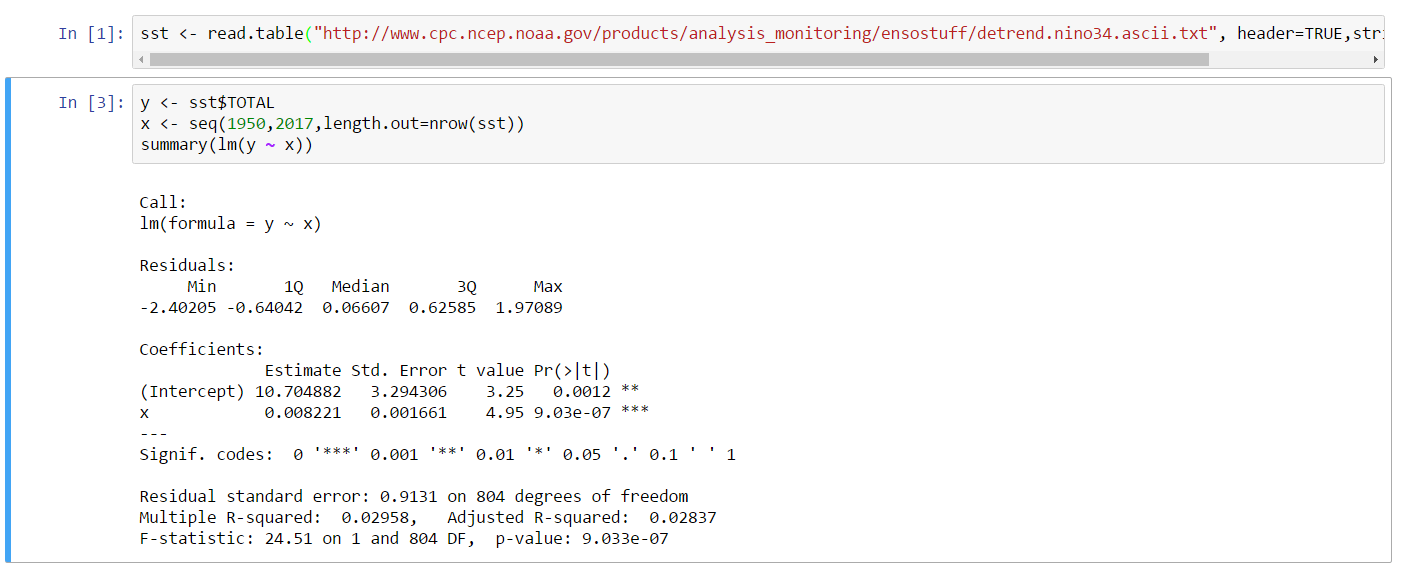 In [1]: sst <- read.table("http://www.cpc.ncep.noaa.gov/products/analysis_monitoring/ensostuff/detrend.nino34.ascii.txt", header=TRUE,stri
In [3]: y <- sst$TOTAL
x <- seq(1950,2017,length.out=nrow(sst))
summary(lm(y ~ x))
Call:
lm(formula = y ~ x)
Residuals:
     Min       1Q   Median       3Q      Max
-2.40205 -0.64042  0.06607  0.62585  1.97089
Coefficients:
             Estimate Std. Error t value Pr(>|t|)
(Intercept) 10.704882   3.294306    3.25   0.0012 **
x            0.008221   0.001661    4.95 9.03e-07 ***
---
Signif. codes:  0 '***' 0.001 '**' 0.01 '*' 0.05 '.' 0.1 ' ' 1
Residual standard error: 0.9131 on 804 degrees of freedom
Multiple R-squared:  0.02958,   Adjusted R-squared:  0.02837
F-statistic: 24.51 on 1 and 804 DF,  p-value: 9.033e-07